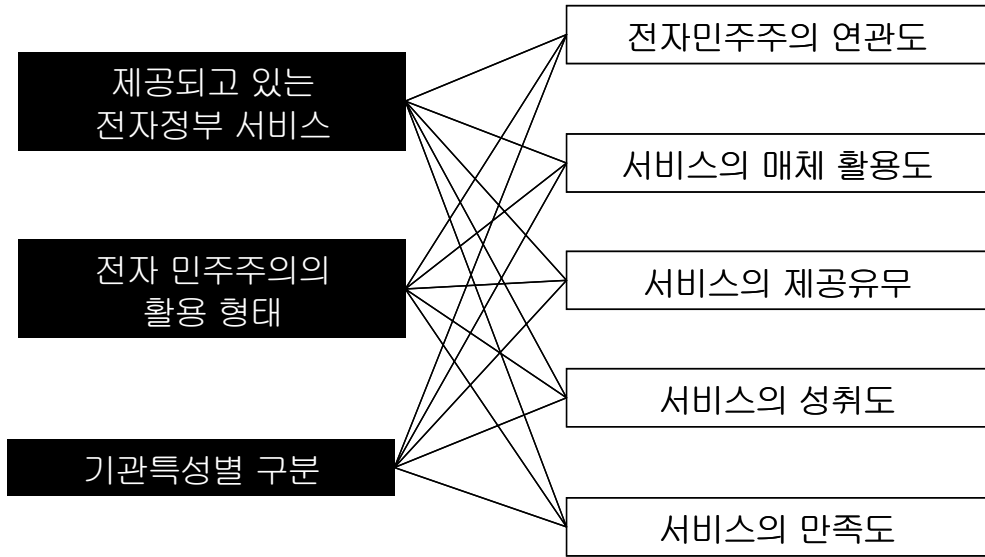 제공되고 있는
전자정부 서비스
전자 민주주의의
활용 형태
기관특성별 구분
전자민주주의 연관도
서비스의 매체 활용도
서비스의 제공유무
서비스의 성취도
서비스의 만족도